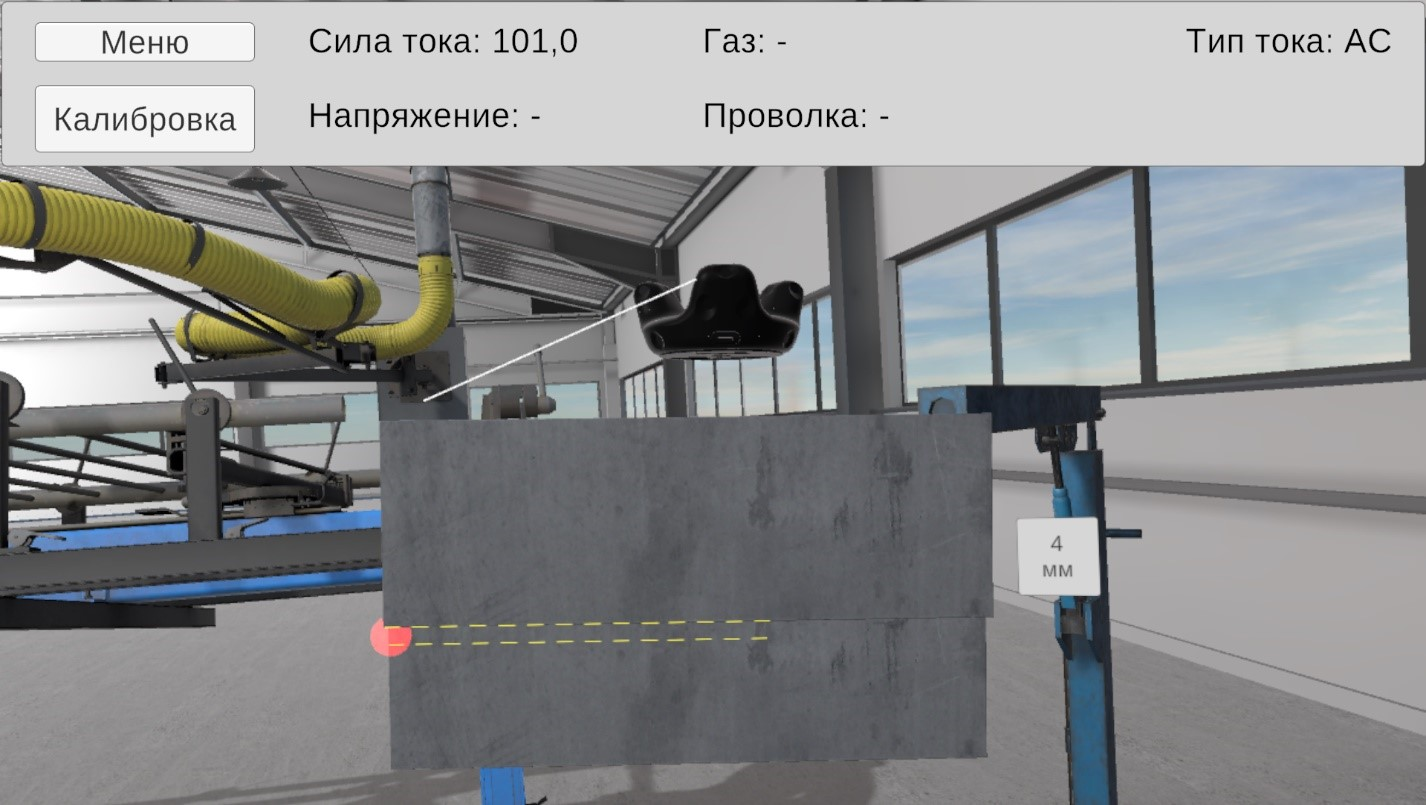 Меню
Сила тока: 101,0
Газ: -
Тип тока: AC
Калибровка
Напряжение: -
Проволка: -
4
мм